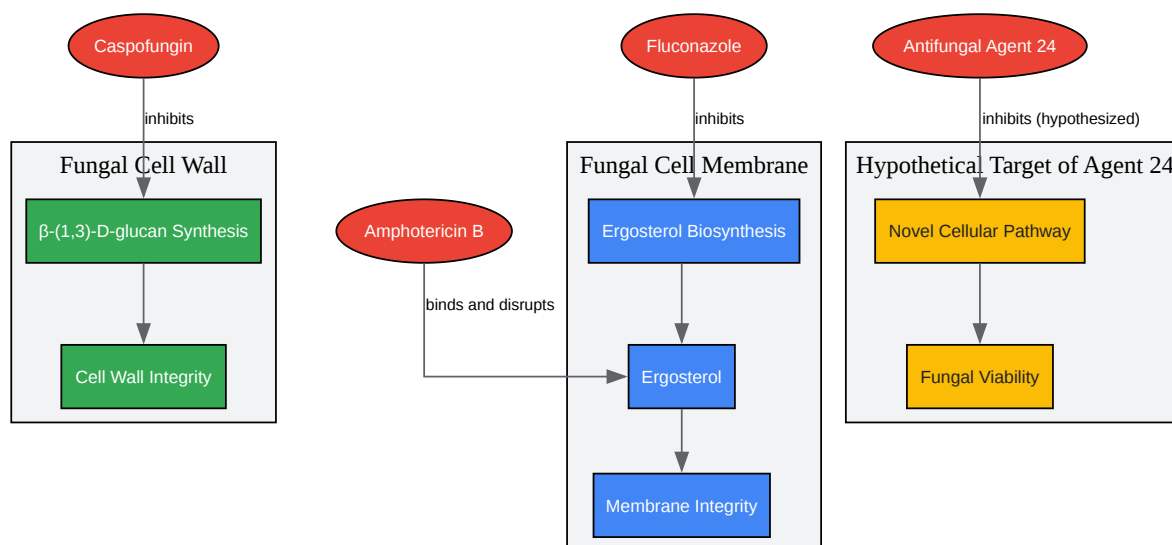 Caspofungin
Fluconazole
Antifungal Agent 24
inhibits
inhibits
inhibits (hypothesized)
Fungal Cell Wall
Fungal Cell Membrane
Hypothetical Target of Agent 24
β-(1,3)-D-glucan Synthesis
Amphotericin B
Ergosterol Biosynthesis
Novel Cellular Pathway
binds and disrupts
Cell Wall Integrity
Ergosterol
Fungal Viability
Membrane Integrity